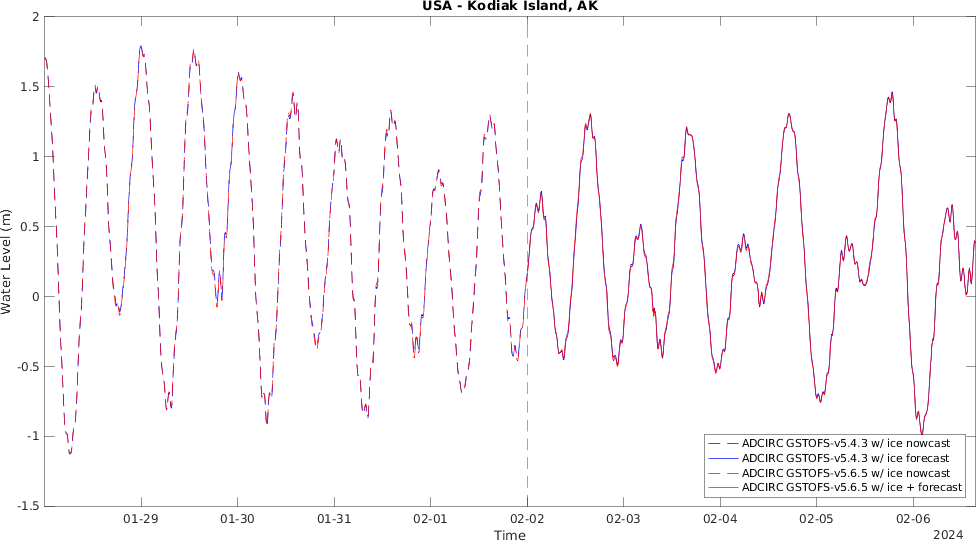 USA - Kodiak Island, AK
2
1.5
1
0.5
0
-0.5
-1
-1.5
Water Level (m)
01-29
01-30
01-31
02-01
02-02
02-03
02-04
02-05
02-06
Time
2024
ADCIRC GSTOFS-v5.4.3 w/ ice nowcast
ADCIRC GSTOFS-v5.4.3 w/ ice forecast
ADCIRC GSTOFS-v5.6.5 w/ ice nowcast
ADCIRC GSTOFS-v5.6.5 w/ ice + forecast